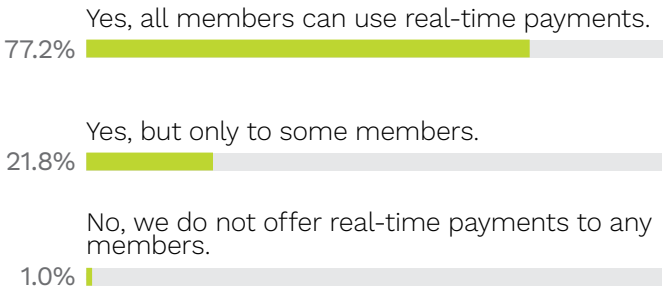 Yes, all members can use real-time payments.
77.2%
Yes, but only to some members.
21.8%
No, we do not offer real-time payments to any
members.
1.0%